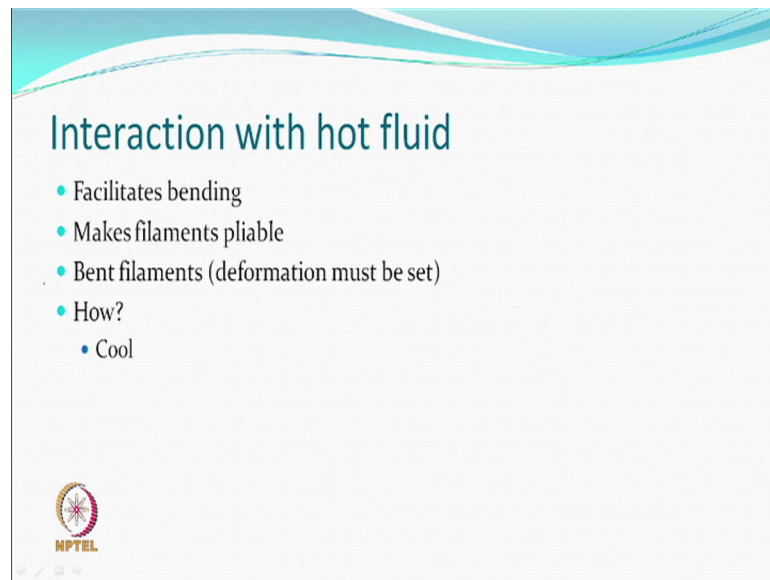 Interaction with hot fluid
Facilitates bending
Makes filaments pliable
Bent filaments (deformation must be set)
How?
Cool
NPTEL